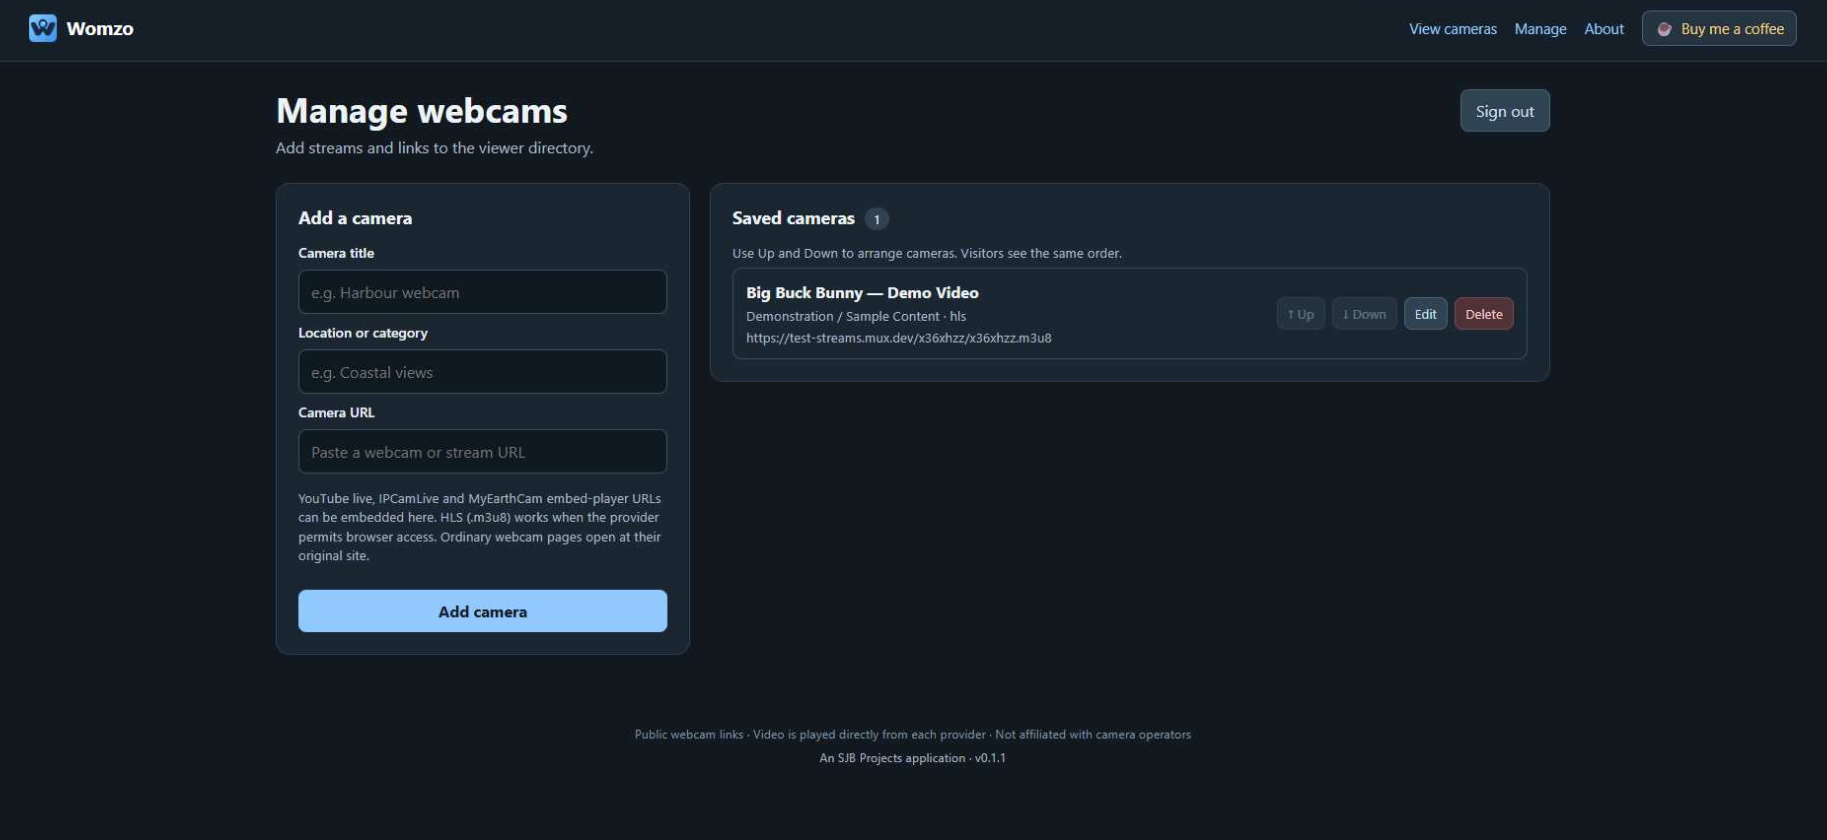 Womzo
View cameras
Manage
About
Buy me a coffee
Manage webcams
Add streams and links to the viewer directory.
Sign out
Add a camera
Camera title
e.g. Harbour webcam
Location or category
e.g. Coastal views
Camera URL
Paste a webcam or stream URL
YouTube live, IPCamLive and MyEarthCam embed-player URLs
can be embedded here. HLS (.m3u8) works when the provider
permits browser access. Ordinary webcam pages open at their
original site.
Add camera
Saved cameras 1
Use Up and Down to arrange cameras. Visitors see the same order.
Big Buck Bunny — Demo Video
Demonstration / Sample Content · hls
https://test-streams.mux.dev/x36xhzz/x36xhzz.m3u8
↑ Up
↓ Down
Edit
Delete
Public webcam links · Video is played directly from each provider · Not affiliated with camera operators
An SJB Projects application · v0.1.1